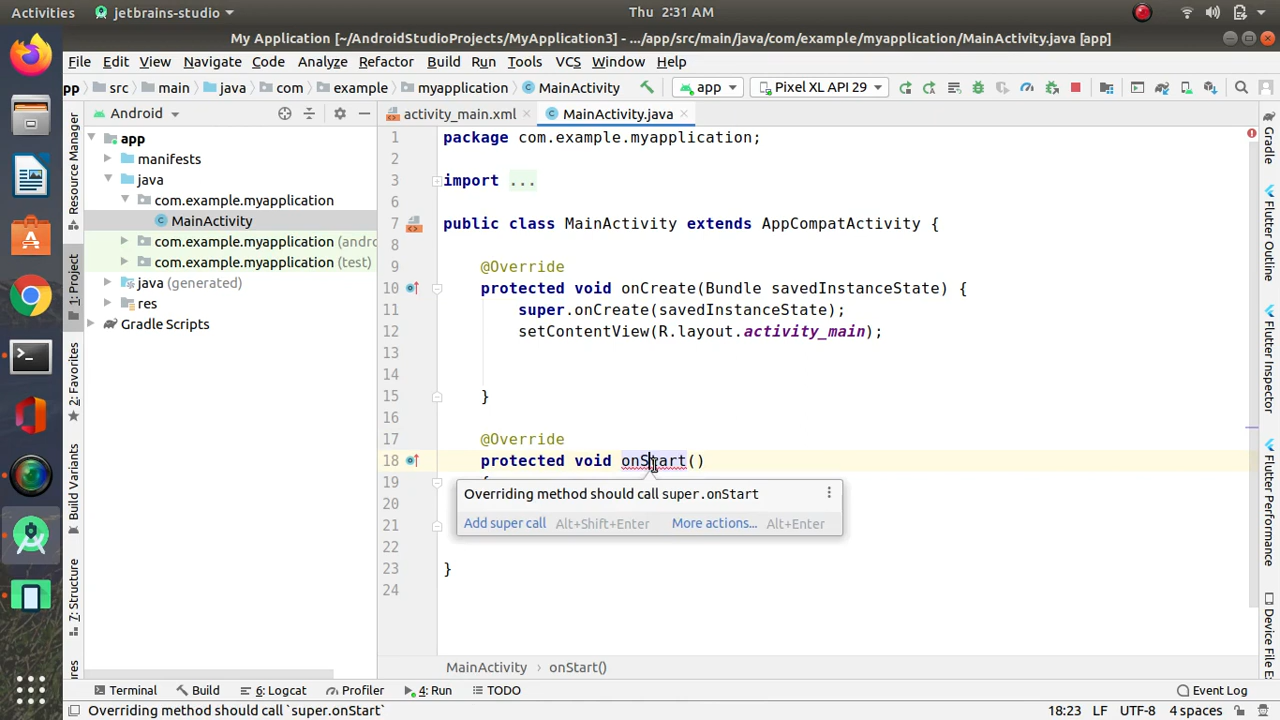 Activities jetbrains-studio Thu 2:31 AM
My Application [~/AndroidStudioProjects/MyApplication3] - .../app/src/main/java/com/example/myapplication/MainActivity.java [app]
File Edit View Navigate Code Analyze Refactor Build Run Tools VCS Window Help
pp src main java com example myapplication MainActivity app Pixel XL API 29
Android
activity_main.xml MainActivity.java
app
manifests
java
com.example.myapplication
MainActivity
com.example.myapplication (andro
com.example.myapplication (test)
java (generated)
res
Gradle Scripts
Resource Manager
1: Project
2: Favorites
Build Variants
7: Structure
1 package com.example.myapplication;
2
3 import ...
6
7 public class MainActivity extends AppCompatActivity {
8
9 @Override
10 protected void onCreate(Bundle savedInstanceState) {
11 super.onCreate(savedInstanceState);
12 setContentView(R.layout.activity_main);
13
14
15 }
16
17 @Override
18 protected void onStart()
19 {
20
21
22
23 }
24
Overriding method should call super.onStart
Add super call Alt+Shift+Enter More actions... Alt+Enter
Gradle
Flutter Outline
Flutter Inspector
Flutter Performance
Device File E
MainActivity onStart()
Terminal Build 6: Logcat Profiler 4: Run TODO Event Log
Overriding method should call `super.onStart` 18:23 LF UTF-8 4 spaces